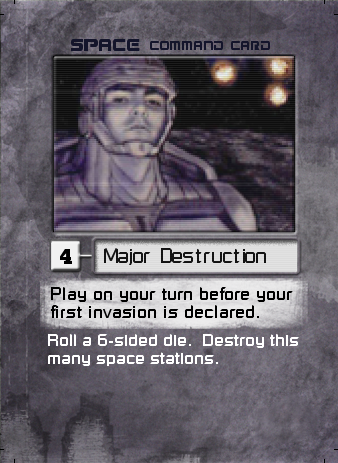 SPACE COMMAND CARD
4 Major Destruction
Play on your turn before your
first invasion is declared.
Roll a 6-sided die. Destroy this
many space stations.